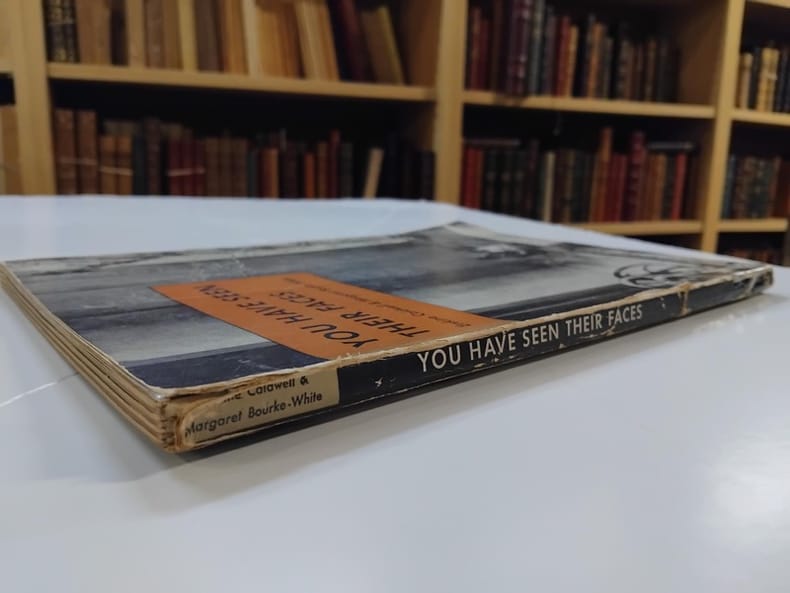 YOU HAVE SEEN
THEIR FACES
YOU HAVE SEEN THEIR FACES
Caldwell &
Margaret Bourke-White